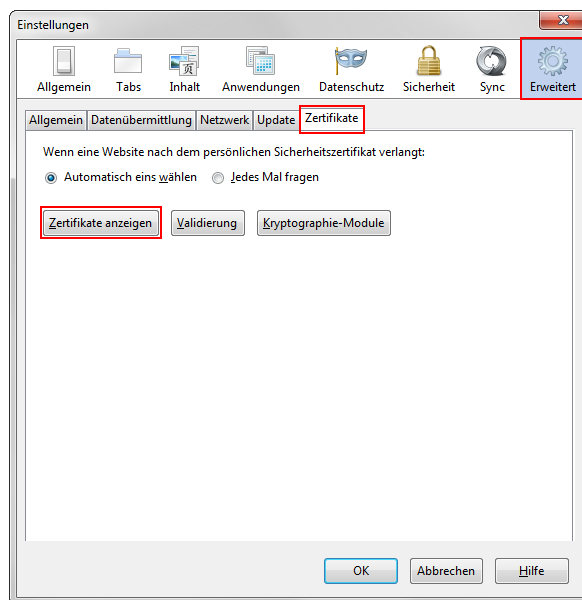 Einstellungen
Allgemein Tabs Inhalt Anwendungen Datenschutz Sicherheit Sync Erweitert
Allgemein Datenübermittlung Netzwerk Update Zertifikate
Wenn eine Website nach dem persönlichen Sicherheitszertifikat verlangt:
Automatisch eins wählen Jedes Mal fragen
Zertifikate anzeigen Validierung Kryptographie-Module
OK Abbrechen Hilfe